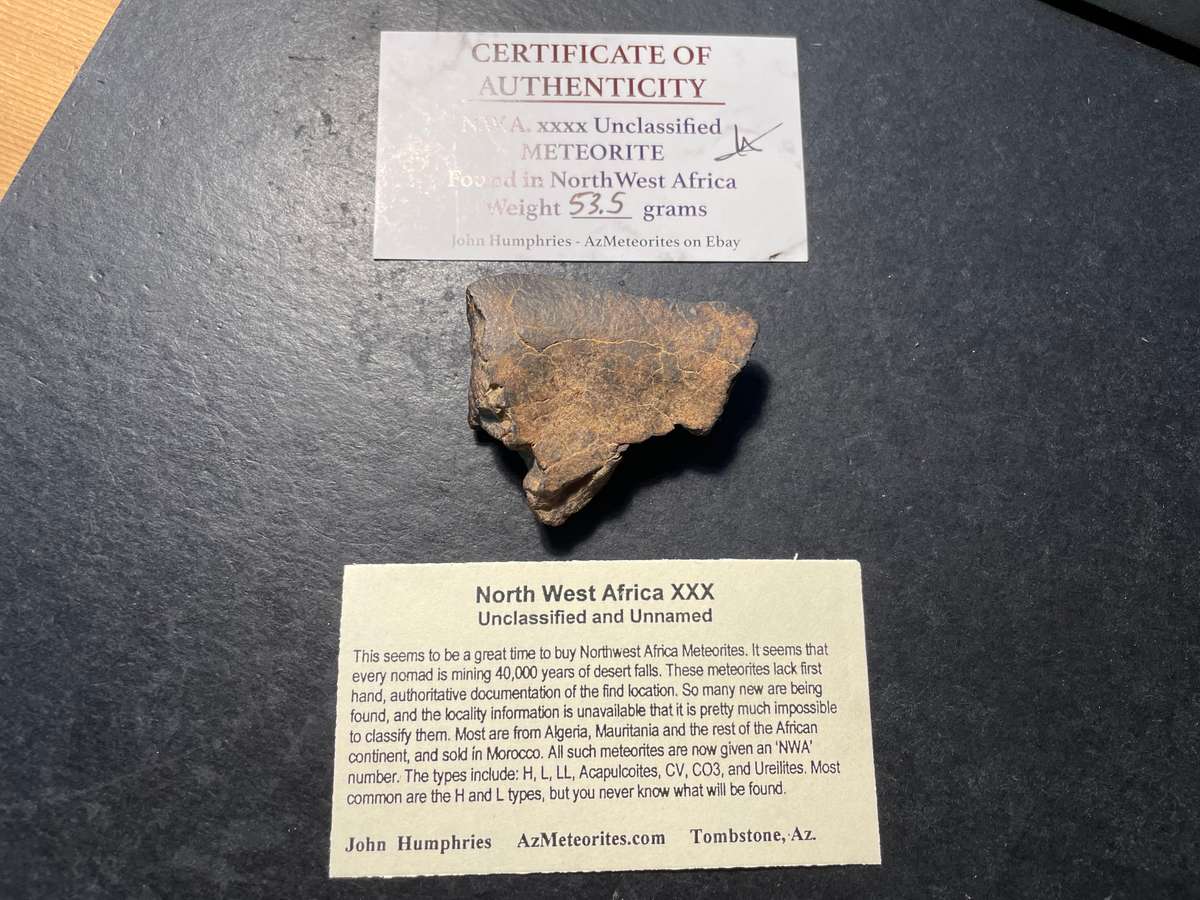 CERTIFICATE OF
AUTHENTICITY
NWA. xxxx Unclassified
METEORITE
Found in NorthWest Africa
Weight 53.5 grams
John Humphries - AzMeteorites on Ebay
North West Africa XXX
Unclassified and Unnamed
This seems to be a great time to buy Northwest Africa Meteorites. It seems that
every nomad is mining 40,000 years of desert falls. These meteorites lack first
hand, authoritative documentation of the find location. So many new are being
found, and the locality information is unavailable that it is pretty much impossible
to classify them. Most are from Algeria, Mauritania and the rest of the African
continent, and sold in Morocco. All such meteorites are now given an 'NWA'
number. The types include: H, L, LL, Acapulcoites, CV, CO3, and Ureilites. Most
common are the H and L types, but you never know what will be found.
John Humphries AzMeteorites.com Tombstone, Az.